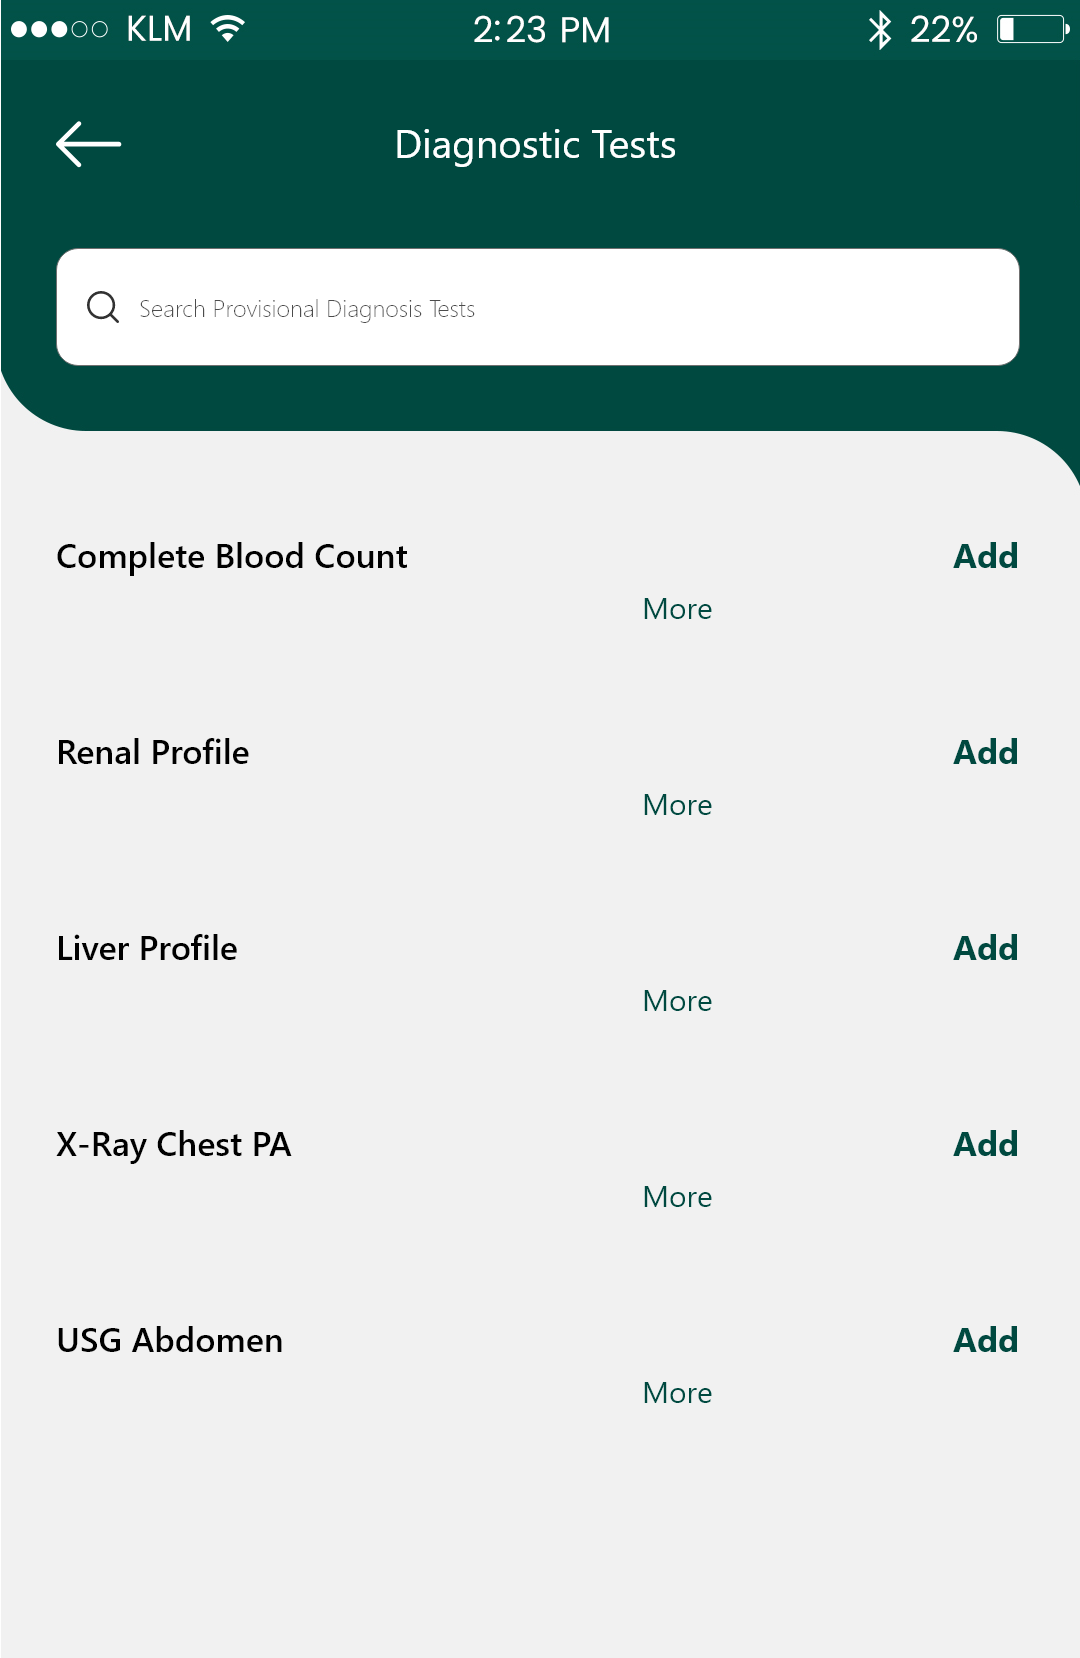 KLM 2:23 PM 22%
Diagnostic Tests
Search Provisional Diagnosis Tests
Complete Blood Count Add
More
Renal Profile Add
More
Liver Profile Add
More
X-Ray Chest PA Add
More
USG Abdomen Add
More